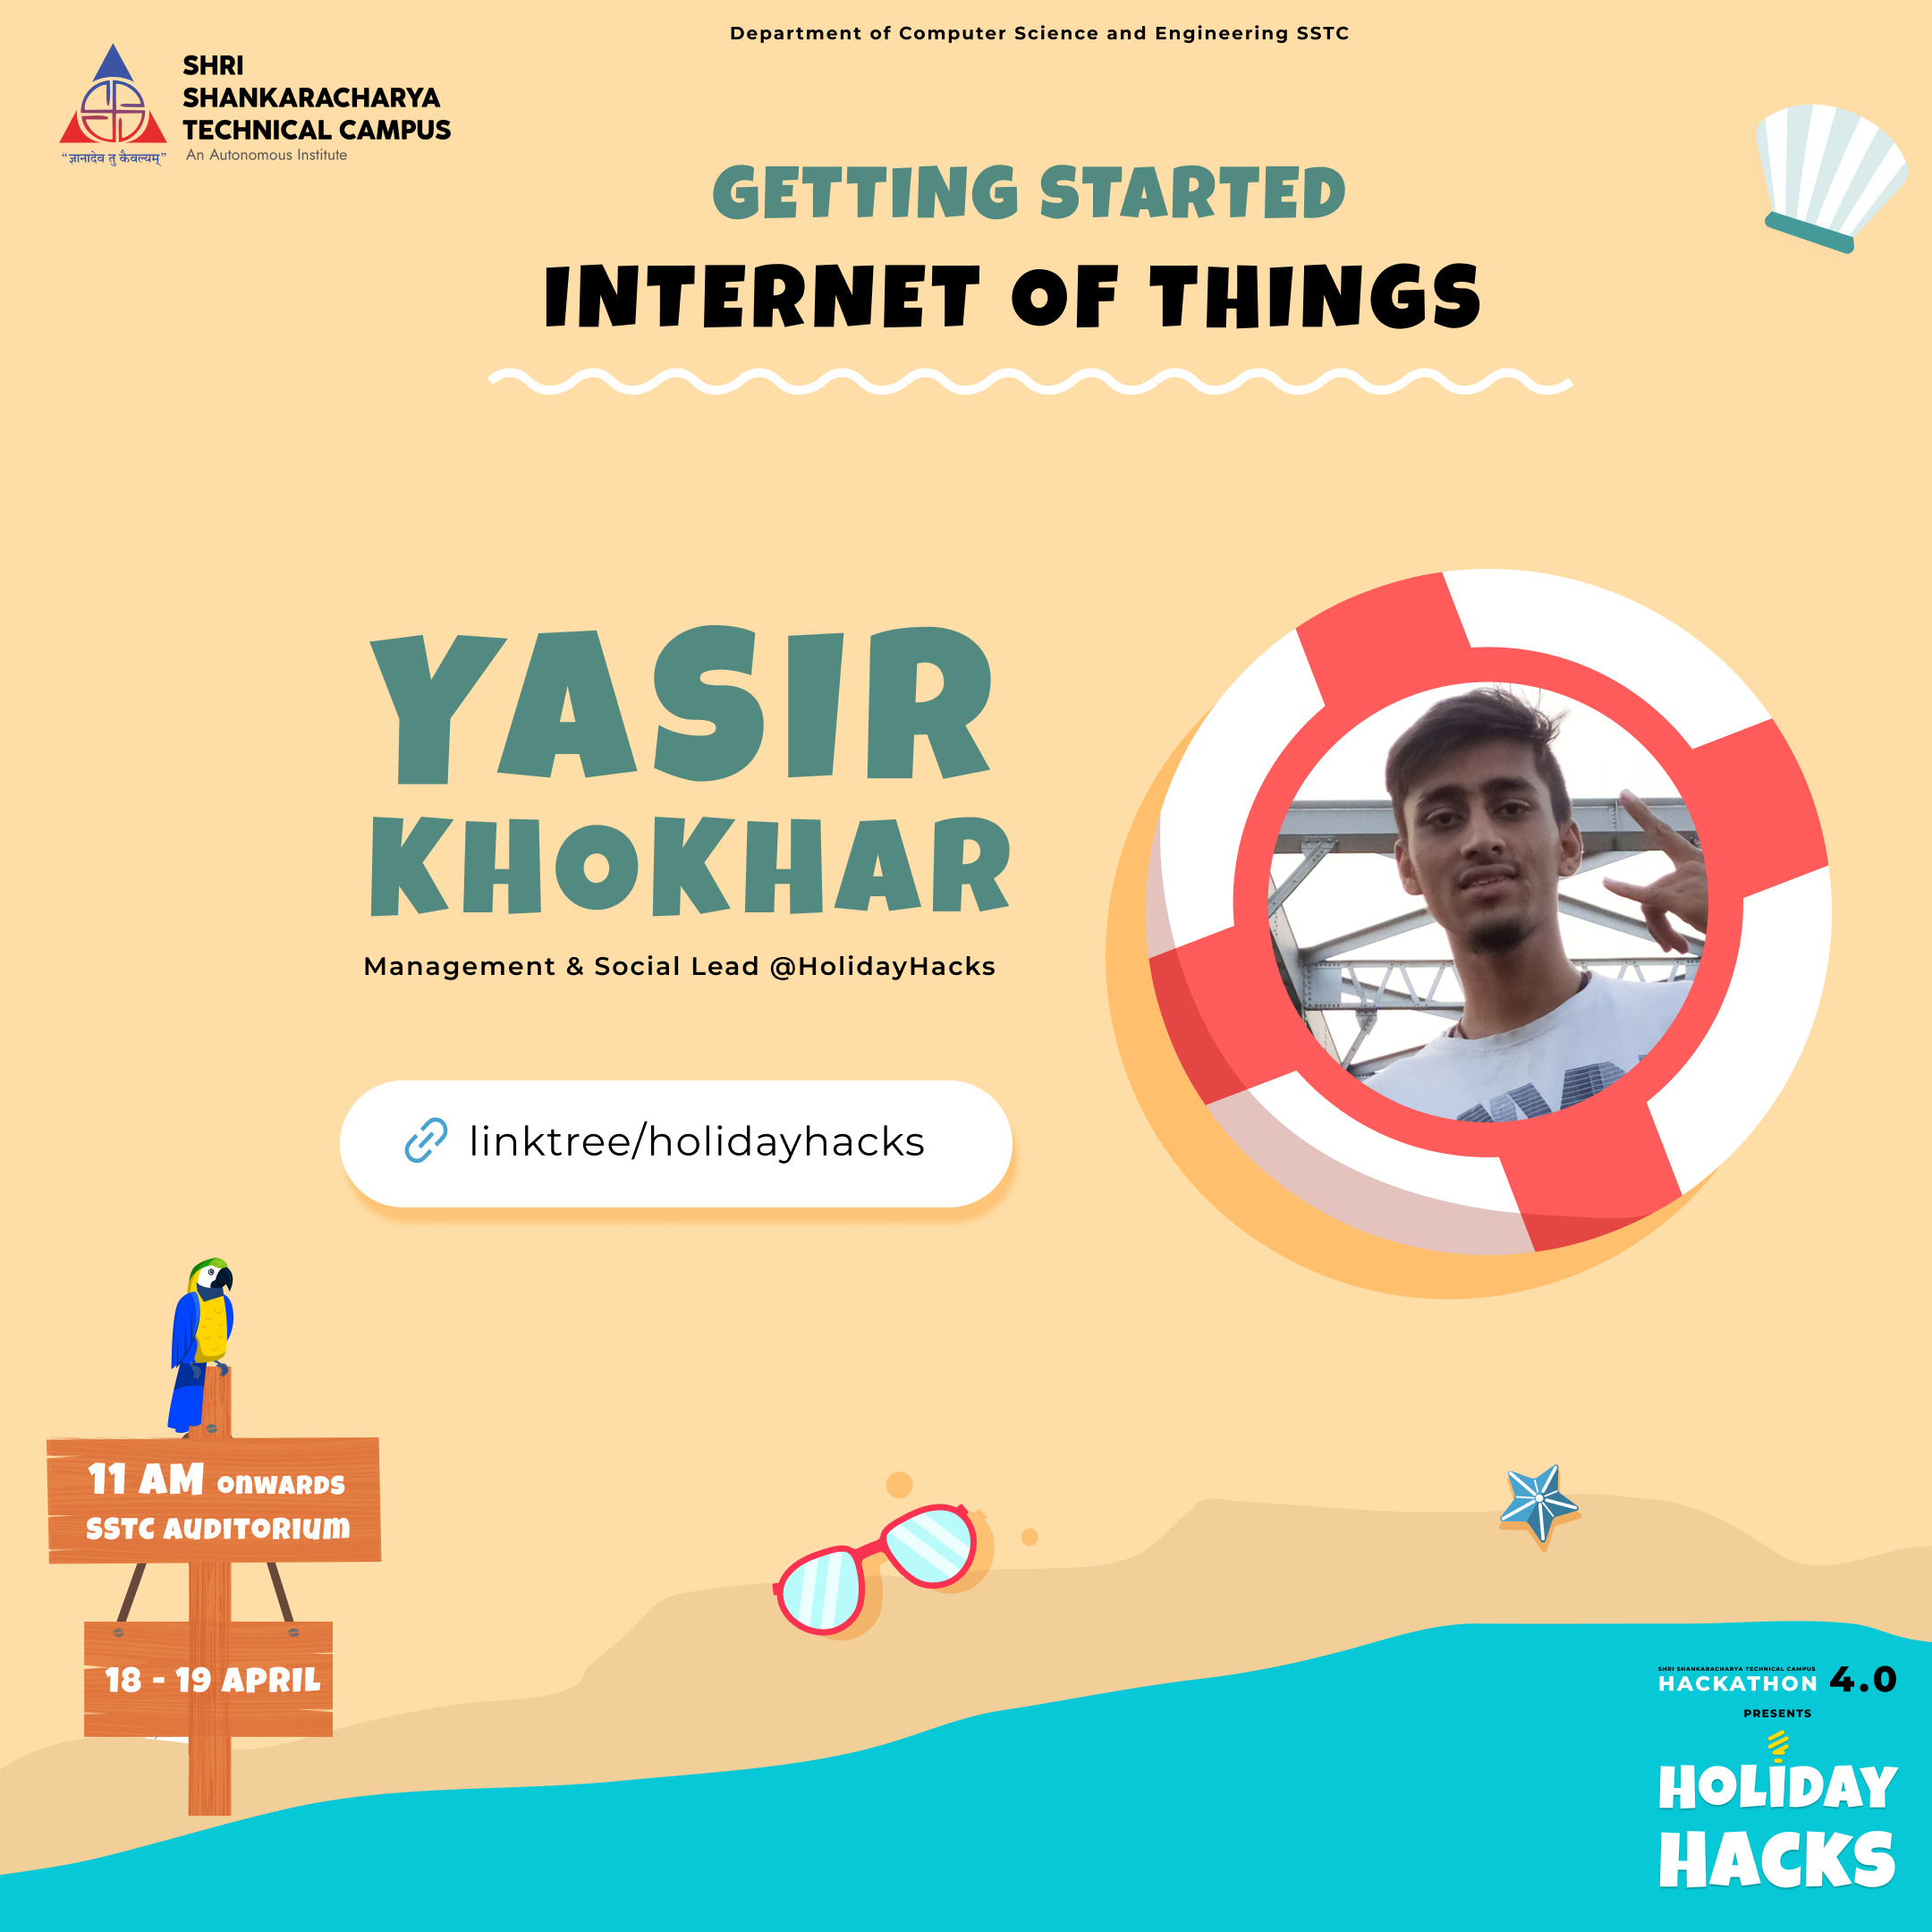 Department of Computer Science and Engineering SSTC
SHRI
SHANKARACHARYA
TECHNICAL CAMPUS
An Autonomous Institute
“ज्ञानादेव तु कैवल्यम्”
GETTING STARTED
INTERNET OF THINGS
YASIR
KHOKHAR
Management & Social Lead @HolidayHacks
linktree/holidayhacks
11 AM ONWARDS
SSTC AUDITORIUM
18 - 19 APRIL
SHRI SHANKARACHARYA TECHNICAL CAMPUS
HACKATHON 4.0
PRESENTS
HOLIDAY
HACKS